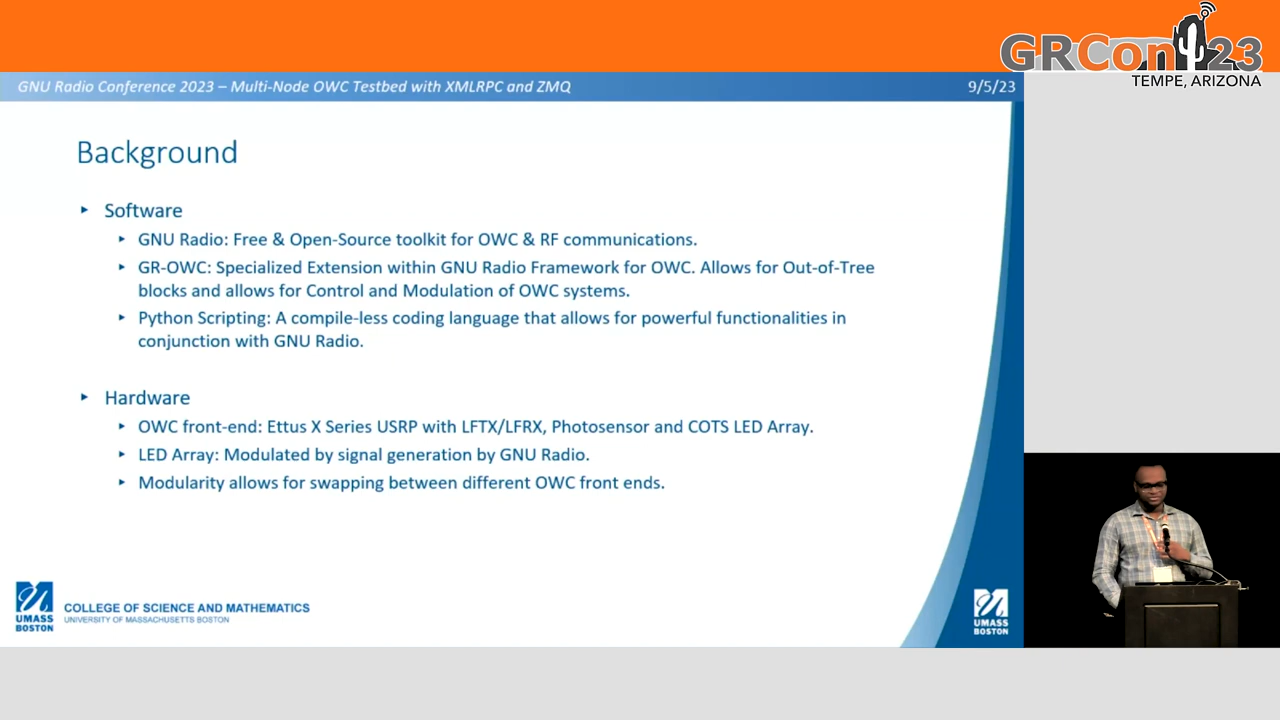 GRCon 23
TEMPE, ARIZONA
GNU Radio Conference 2023 – Multi-Node OWC Testbed with XMLRPC and ZMQ
9/5/23
Background
Software
GNU Radio: Free & Open-Source toolkit for OWC & RF communications.
GR-OWC: Specialized Extension within GNU Radio Framework for OWC. Allows for Out-of-Tree
blocks and allows for Control and Modulation of OWC systems.
Python Scripting: A compile-less coding language that allows for powerful functionalities in
conjunction with GNU Radio.
Hardware
OWC front-end: Ettus X Series USRP with LFTX/LFRX, Photosensor and COTS LED Array.
LED Array: Modulated by signal generation by GNU Radio.
Modularity allows for swapping between different OWC front ends.
UMASS
BOSTON
COLLEGE OF SCIENCE AND MATHEMATICS
UNIVERSITY OF MASSACHUSETTS BOSTON
UMASS
BOSTON